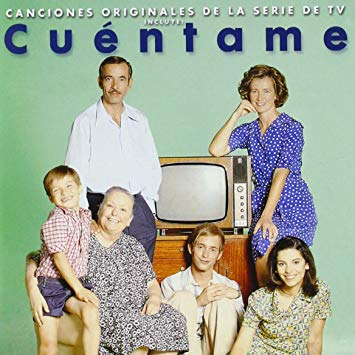 CANCIONES ORIGINALES DE LA SERIE DE TV
INCLUYE:
Cuéntame